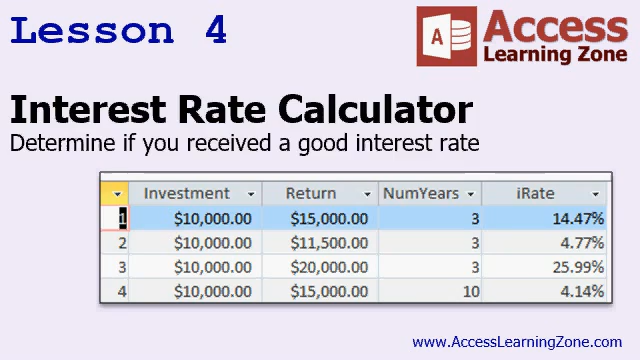 Lesson 4
A
Access
Learning Zone
Interest Rate Calculator
Determine if you received a good interest rate
Investment Return NumYears iRate
1 $10,000.00 $15,000.00 3 14.47%
2 $10,000.00 $11,500.00 3 4.77%
3 $10,000.00 $20,000.00 3 25.99%
4 $10,000.00 $15,000.00 10 4.14%
www.AccessLearningZone.com